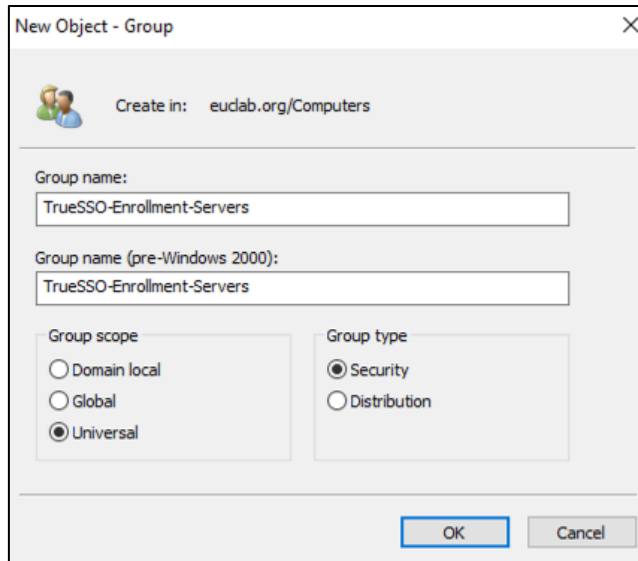 New Object - Group
Create in: euclab.org/Computers
Group name:
TrueSSO-Enrollment-Servers
Group name (pre-Windows 2000):
TrueSSO-Enrollment-Servers
Group scope
Domain local
Global
Universal
Group type
Security
Distribution
OK Cancel